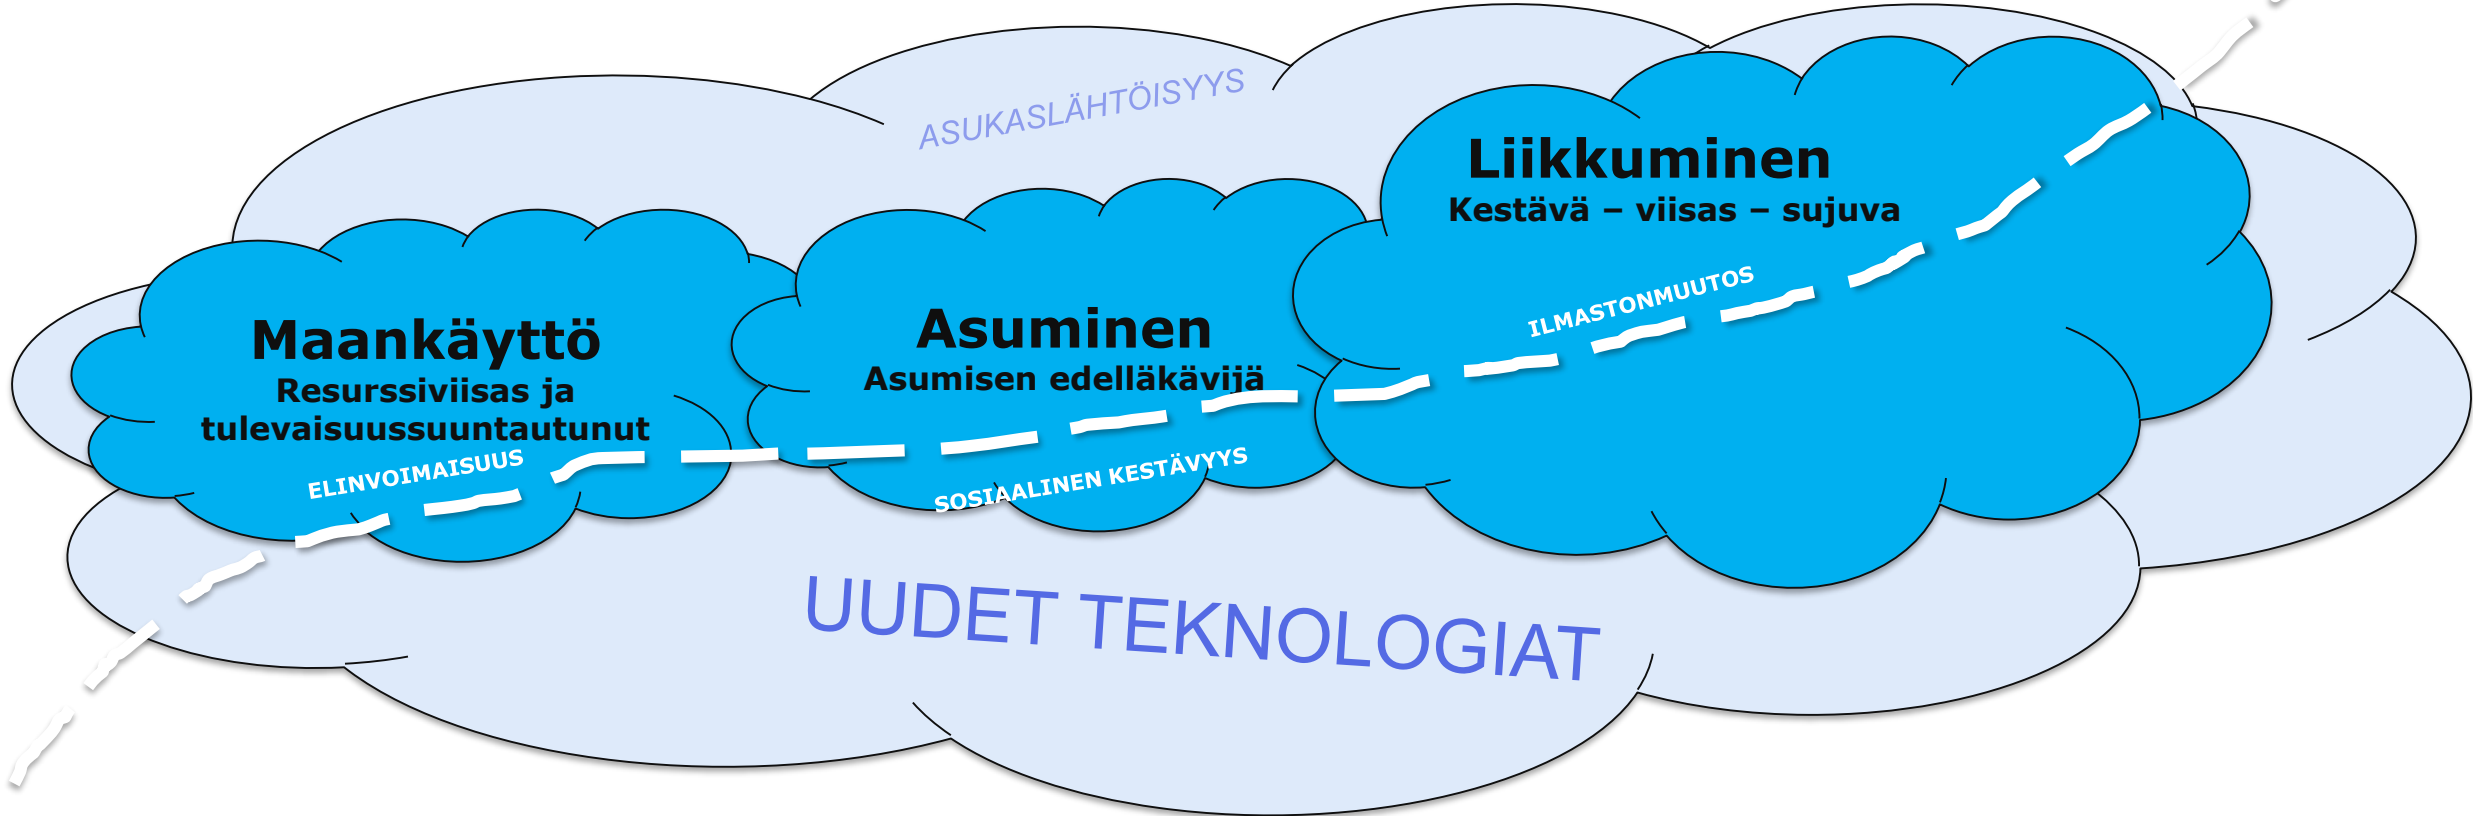 ASUKASLÄHTÖISYYS
Liikkuminen
Kestävä – viisas – sujuva
ILMASTONMUUTOS
Asuminen
Asumisen edelläkävijä
SOSIAALINEN KESTÄVYYS
Maankäyttö
Resurssiviisas ja
tulevaisuussuuntautunut
ELINVOIMAISUUS
UUDET TEKNOLOGIAT